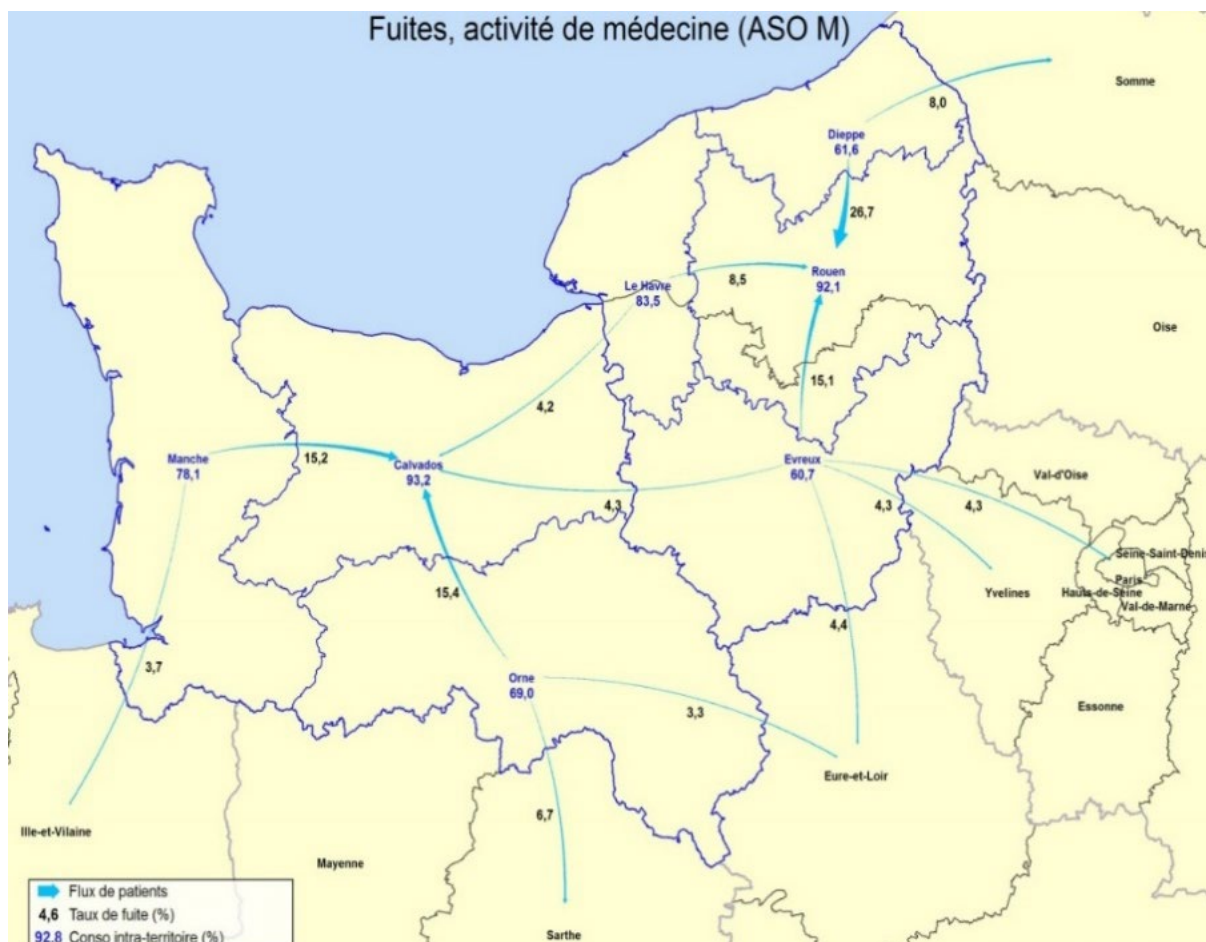 Fuites, activité de médecine (ASO M)
Somme
8,0
Dieppe
61,6
26,7
Rouen
92,1
8,5
Le Havre
83,5
Oise
15,1
4,2
Manche
78,1
15,2
Calvados
93,2
Evreux
60,7
4,3
4,3
4,3
Val-d'Oise
Seine-Saint-Denis
Paris
Hauts-de-Seine
Val-de-Marne
Yvelines
15,4
4,4
3,7
Orne
69,0
3,3
Essonne
Eure-et-Loir
6,7
Ille-et-Vilaine
Mayenne
Sarthe
Flux de patients
4,6 Taux de fuite (%)
92,8 Conso intra-territoire (%)